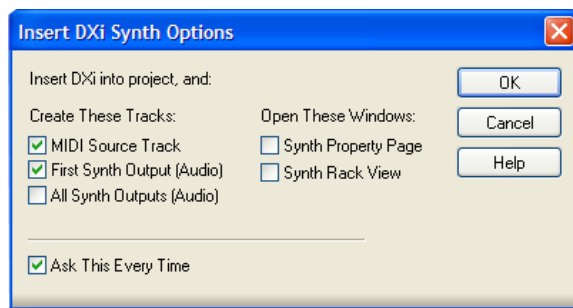 Insert DXi Synth Options
Insert DXi into project, and:
Create These Tracks:
MIDI Source Track
First Synth Output (Audio)
All Synth Outputs (Audio)
Open These Windows:
Synth Property Page
Synth Rack View
Ask This Every Time
OK
Cancel
Help